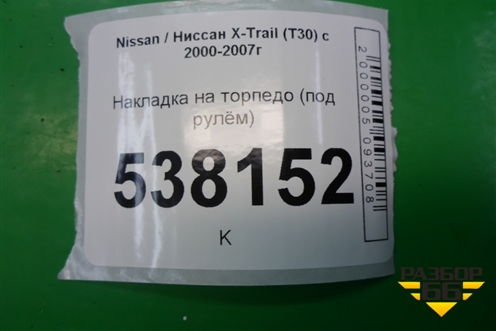 Nissan / Ниссан X-Trail (T30) с
2000-2007г
Накладка на торпедо (под
рулём)
538152
К
2000005093708
РАЗБОР
66